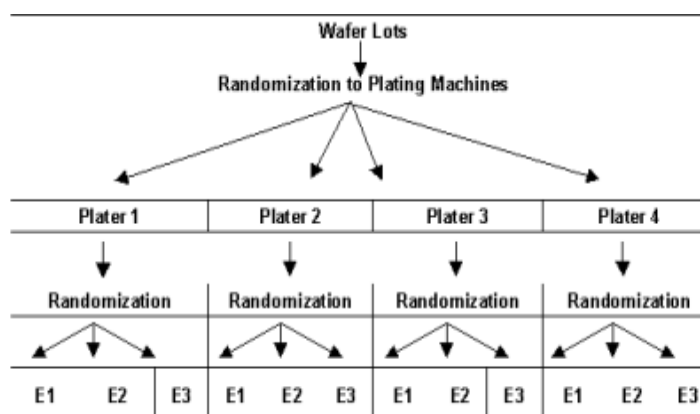 Wafer Lots
Randomization to Plating Machines
Plater 1 Plater 2 Plater 3 Plater 4
Randomization Randomization Randomization Randomization
E1 E2 E3 E1 E2 E3 E1 E2 E3 E1 E2 E3